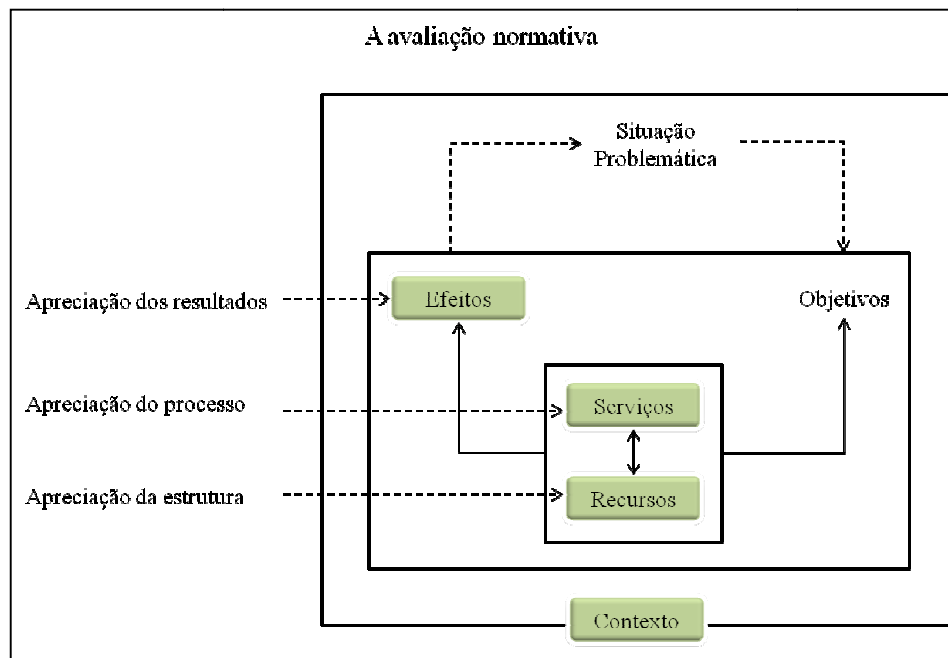 A avaliação normativa
Situação
Problemática
Apreciação dos resultados
Efeitos
Objetivos
Apreciação do processo
Serviços
Apreciação da estrutura
Recursos
Contexto